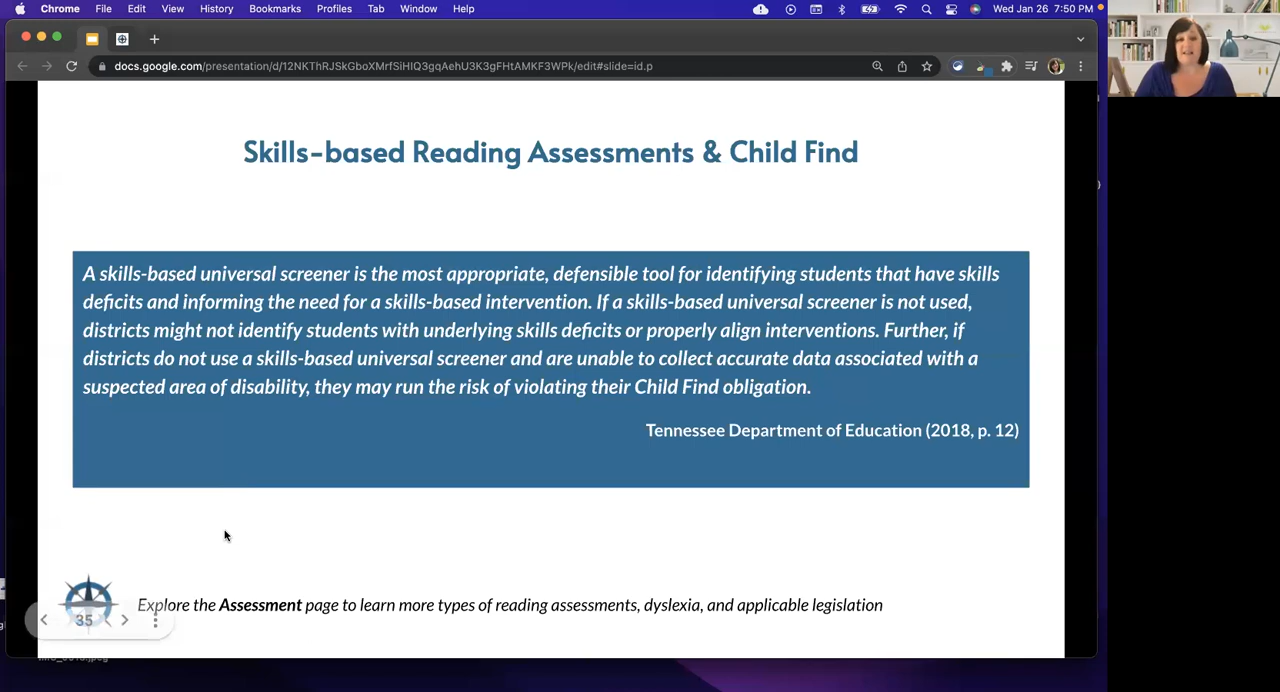 Chrome File Edit View History Bookmarks Profiles Tab Window Help Wed Jan 26 7:50 PM
docs.google.com/presentation/d/12NKThRJSkGboXMrfSiHIQ3gqAehU3K3gFHtAMKF3WPk/edit#slide=id.p
Skills-based Reading Assessments & Child Find
A skills-based universal screener is the most appropriate, defensible tool for identifying students that have skills
deficits and informing the need for a skills-based intervention. If a skills-based universal screener is not used,
districts might not identify students with underlying skills deficits or properly align interventions. Further, if
districts do not use a skills-based universal screener and are unable to collect accurate data associated with a
suspected area of disability, they may run the risk of violating their Child Find obligation.
Tennessee Department of Education (2018, p. 12)
Explore the Assessment page to learn more types of reading assessments, dyslexia, and applicable legislation
35